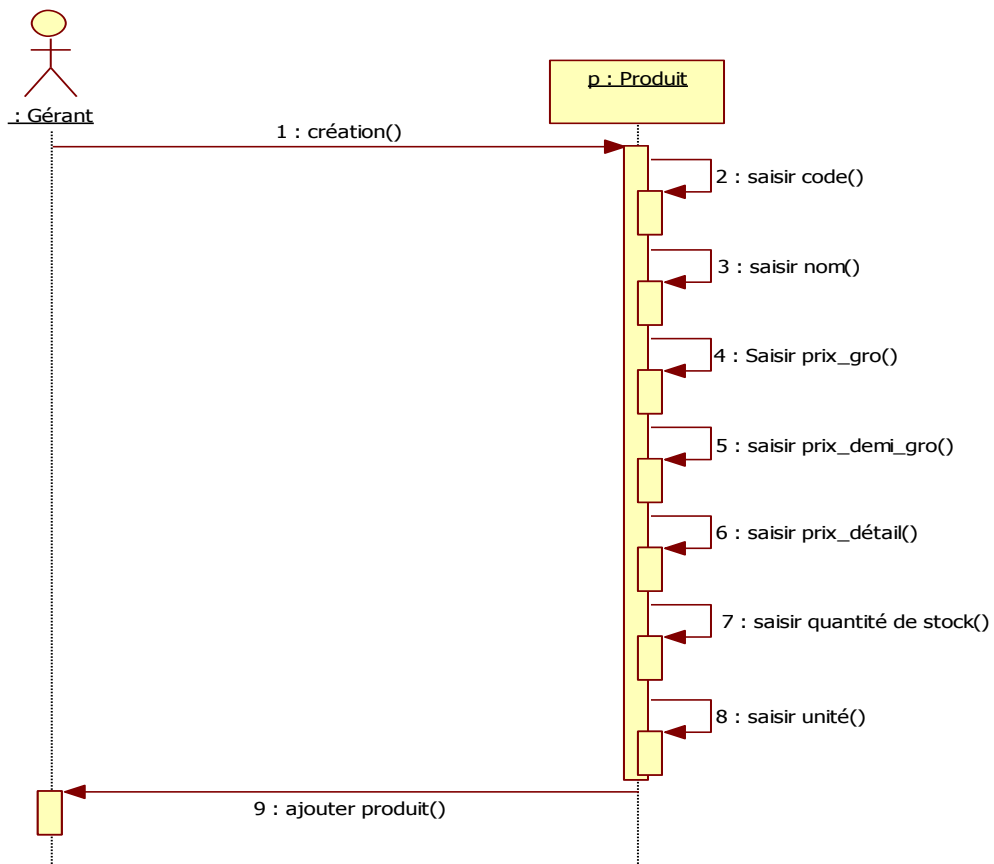 : Gérant
p : Produit
1 : création()
2 : saisir code()
3 : saisir nom()
4 : Saisir prix_gro()
5 : saisir prix_demi_gro()
6 : saisir prix_détail()
7 : saisir quantité de stock()
8 : saisir unité()
9 : ajouter produit()